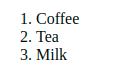 1. Coffee
2. Tea
3. Milk